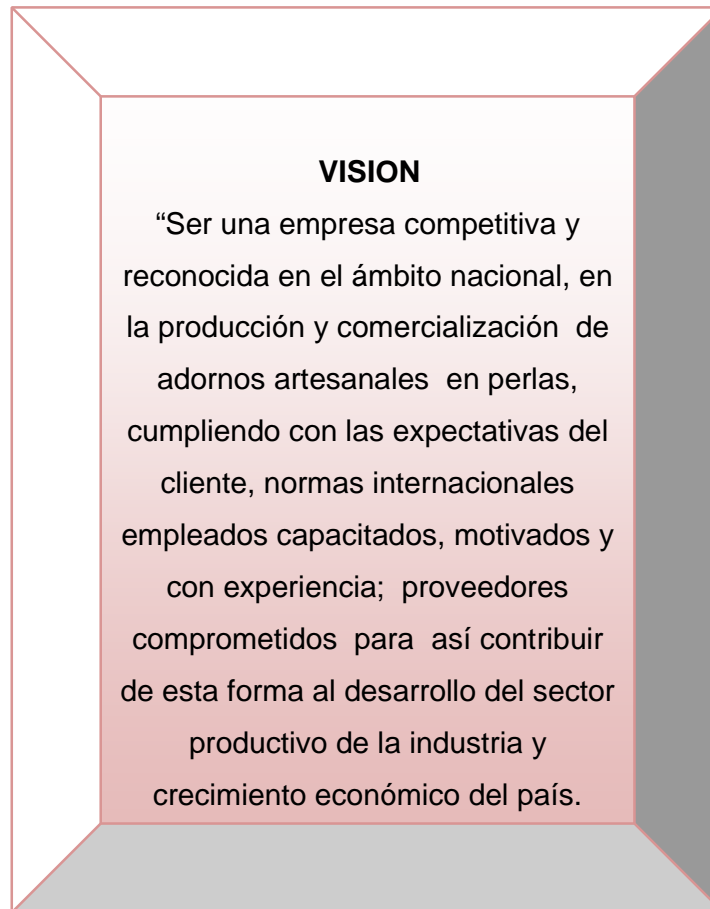 VISION
“Ser una empresa competitiva y
reconocida en el ámbito nacional, en
la producción y comercialización  de
adornos artesanales  en perlas,
cumpliendo con las expectativas del
cliente, normas internacionales
empleados capacitados, motivados y
con experiencia;  proveedores
comprometidos  para  así contribuir
de esta forma al desarrollo del sector
productivo de la industria y
crecimiento económico del país.